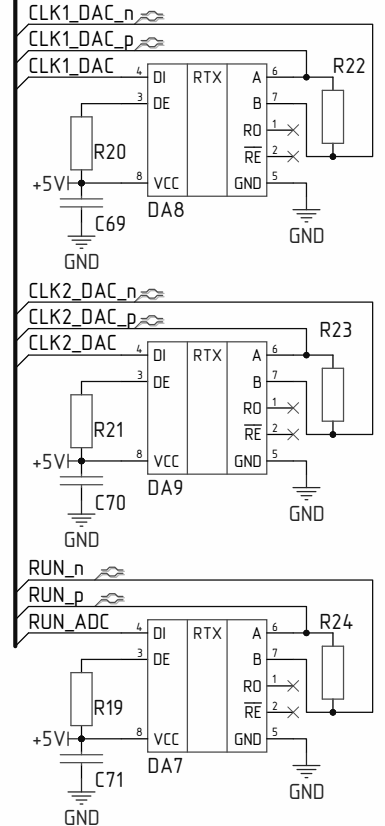 CLK1_DAC_n
CLK1_DAC_p
CLK1_DAC
R22
4 DI RTX A 6
3 DE B 7
RO 1
R20
RE 2
+5V 8 VCC GND 5
C69 DA8
GND
GND
CLK2_DAC_n
CLK2_DAC_p
CLK2_DAC
R23
4 DI RTX A 6
3 DE B 7
RO 1
R21
RE 2
+5V 8 VCC GND 5
C70 DA9
GND
GND
RUN_n
RUN_p
RUN_ADC
R24
4 DI RTX A 6
3 DE B 7
RO 1
R19
RE 2
+5V 8 VCC GND 5
C71 DA7
GND
GND